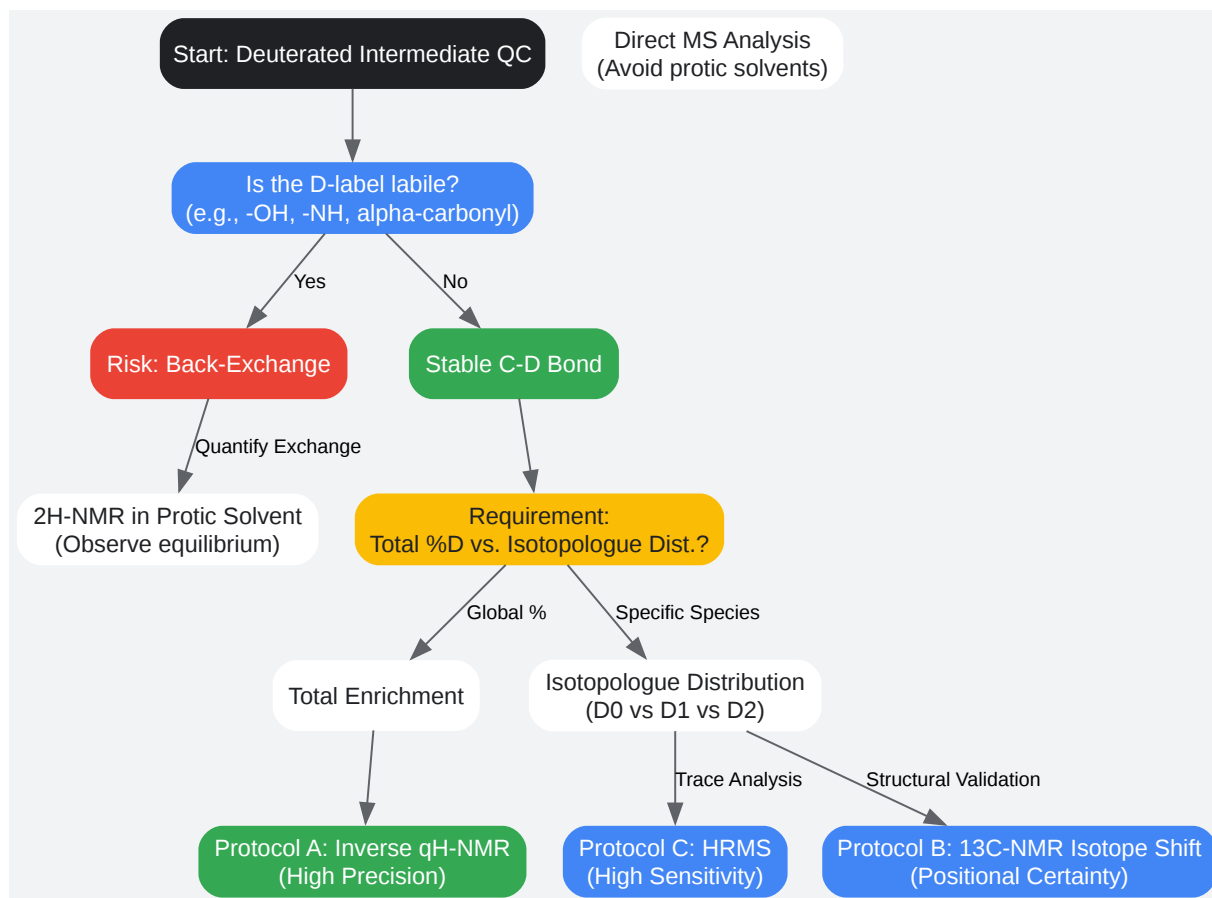 Start: Deuterated Intermediate QC
Direct MS Analysis
(Avoid protic solvents)
Is the D-label labile?
(e.g., -OH, -NH, alpha-carbonyl)
Yes
No
Risk: Back-Exchange
Stable C-D Bond
Quantify Exchange
2H-NMR in Protic Solvent
(Observe equilibrium)
Requirement:
Total %D vs. Isotopologue Dist.?
Global %
Specific Species
Total Enrichment
Isotopologue Distribution
(D0 vs D1 vs D2)
Trace Analysis
Structural Validation
Protocol A: Inverse qH-NMR
(High Precision)
Protocol C: HRMS
(High Sensitivity)
Protocol B: 13C-NMR Isotope Shift
(Positional Certainty)